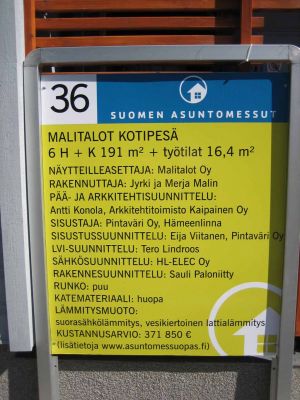 36
SUOMEN ASUNTOMESSUT
MALITALOT KOTIPESÄ
6 H + K 191 m² + työtilat 16,4 m²
NÄYTTEILLEASETTAJA: Malitalot Oy
RAKENNUTTAJA: Jyrki ja Merja Malin
PÄÄ- JA ARKKITEHTISUUNNITTELU:
Antti Konola, Arkkitehtitoimisto Kaipainen Oy
SISUSTAJA: Pintaväri Oy, Hämeenlinna
SISUSTUSSUUNNITTELU: Eija Viitanen, Pintaväri Oy
LVI-SUUNNITTELU: Tero Lindroos
SÄHKÖSUUNNITTELU: HL-ELEC Oy
RAKENNESUUNNITTELU: Sauli Paloniitty
RUNKO: puu
KATEMATERIAALI: huopa
LÄMMITYSMUOTO:
suorasähkölämmitys, vesikiertoinen lattialämmitys
KUSTANNUSARVIO: 371 850 €
(lisätietoja www.asuntomessuopas.fi)